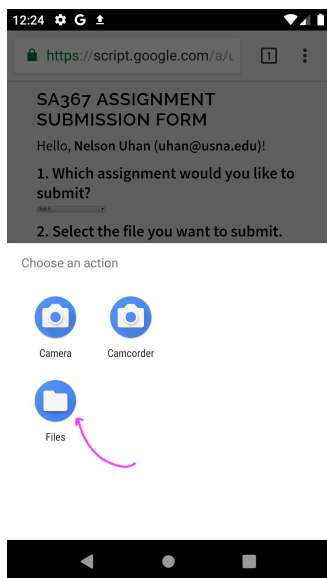 12:24 G
https://script.google.com/a/u
1
SA367 ASSIGNMENT
SUBMISSION FORM
Hello, Nelson Uhan (uhan@usna.edu)!
1. Which assignment would you like to
submit?
2. Select the file you want to submit.
Choose an action
Camera Camcorder
Files